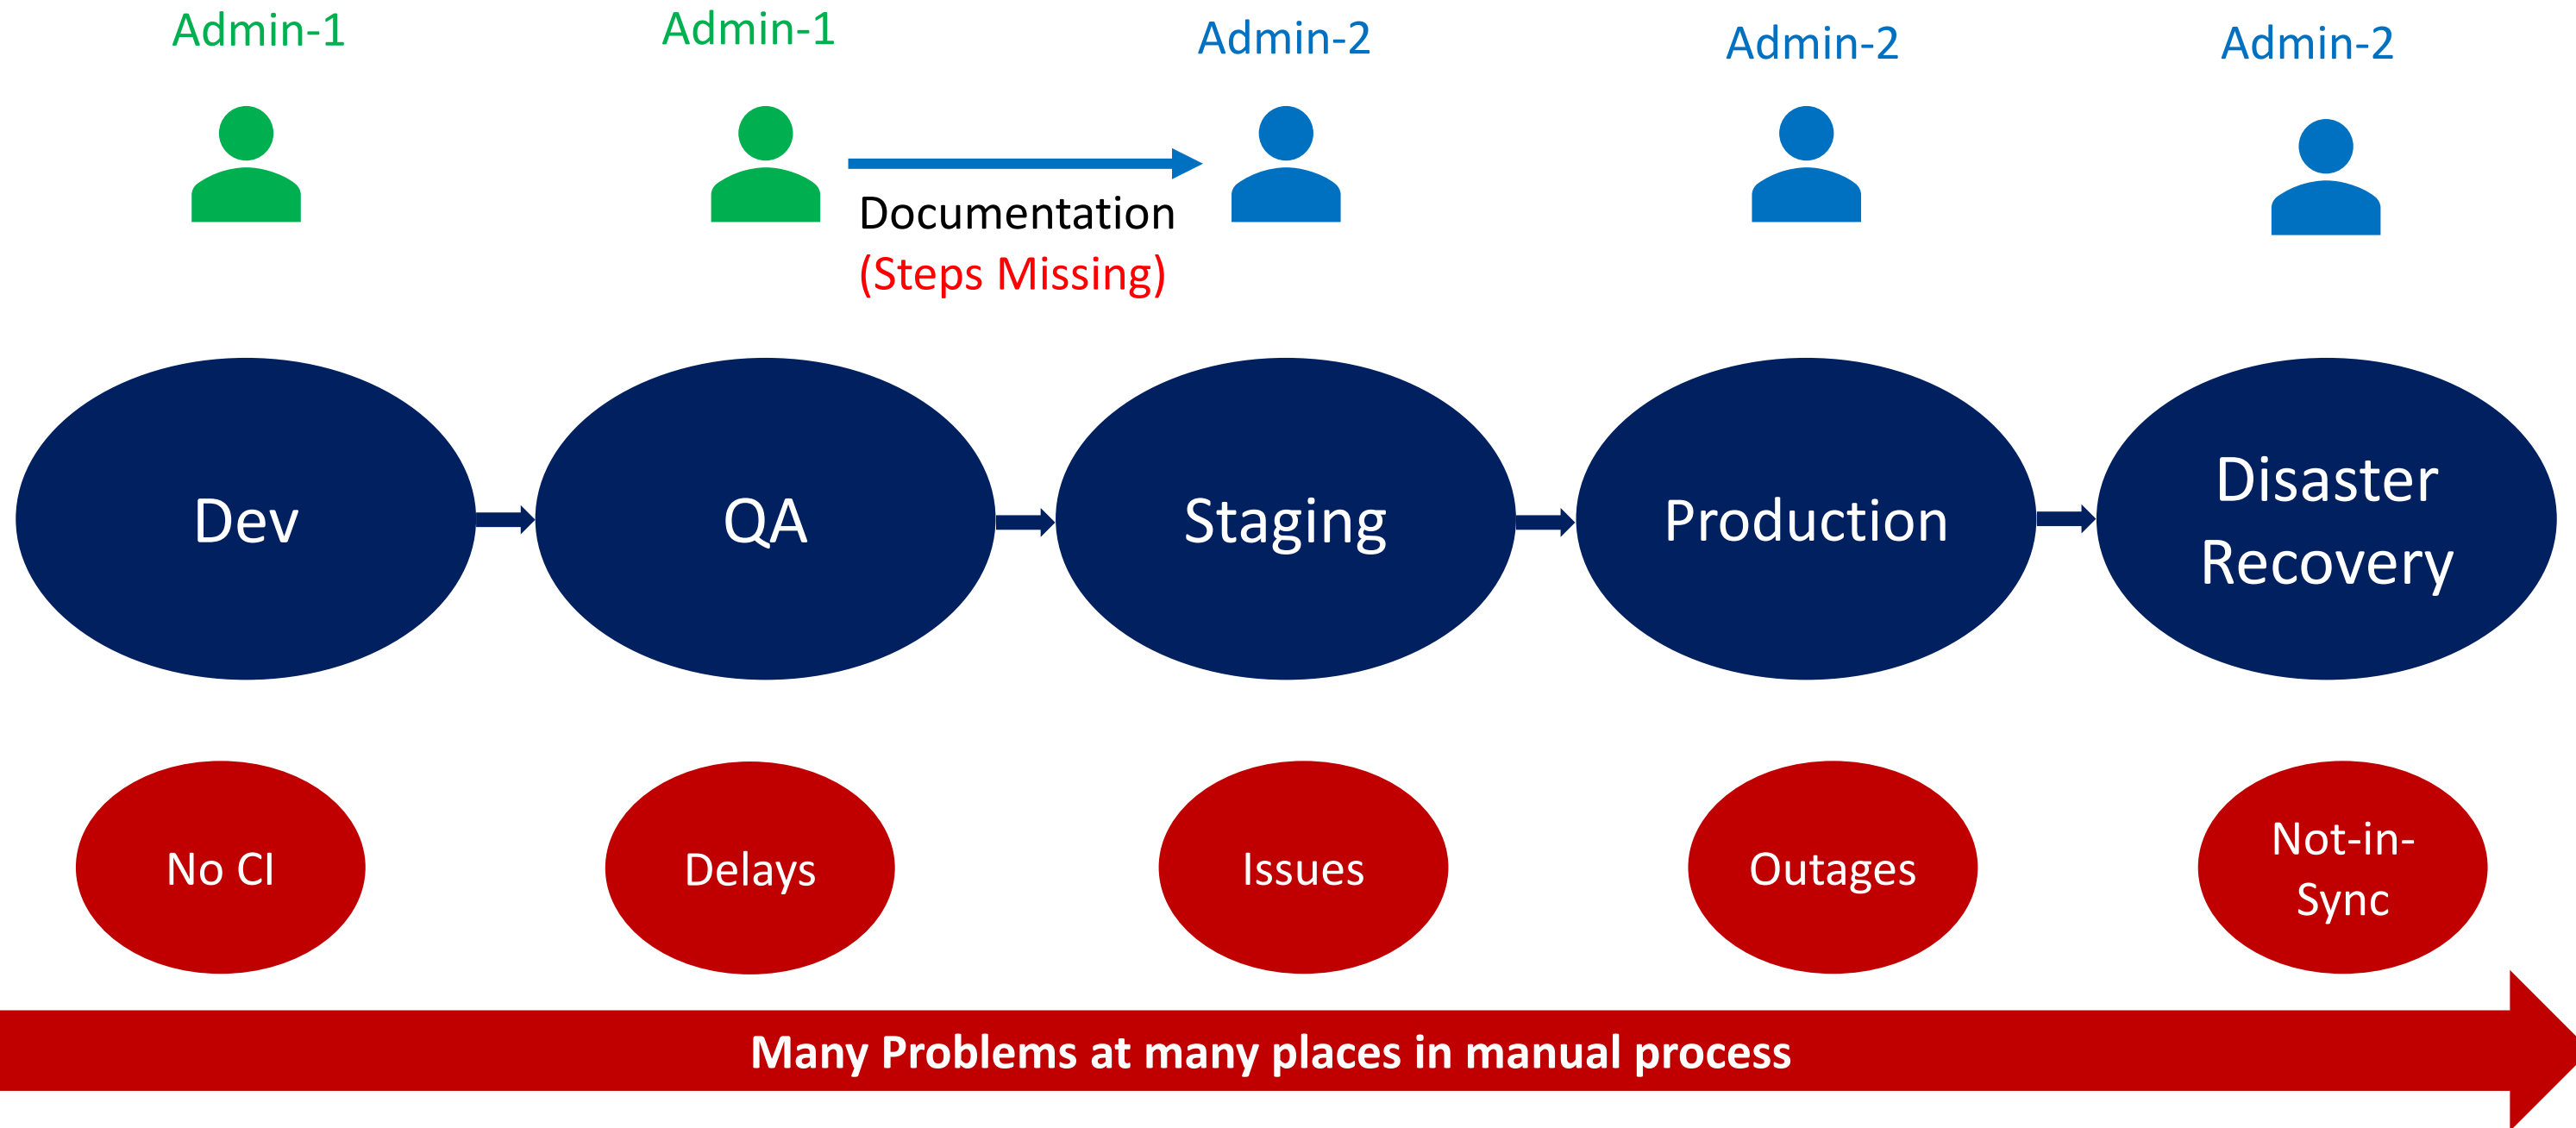 Admin-1
Admin-1
Admin-2
Admin-2
Admin-2
Documentation
(Steps Missing)
Dev
QA
Staging
Production
Disaster
Recovery
No CI
Delays
Issues
Outages
Not-in-
Sync
Many Problems at many places in manual process